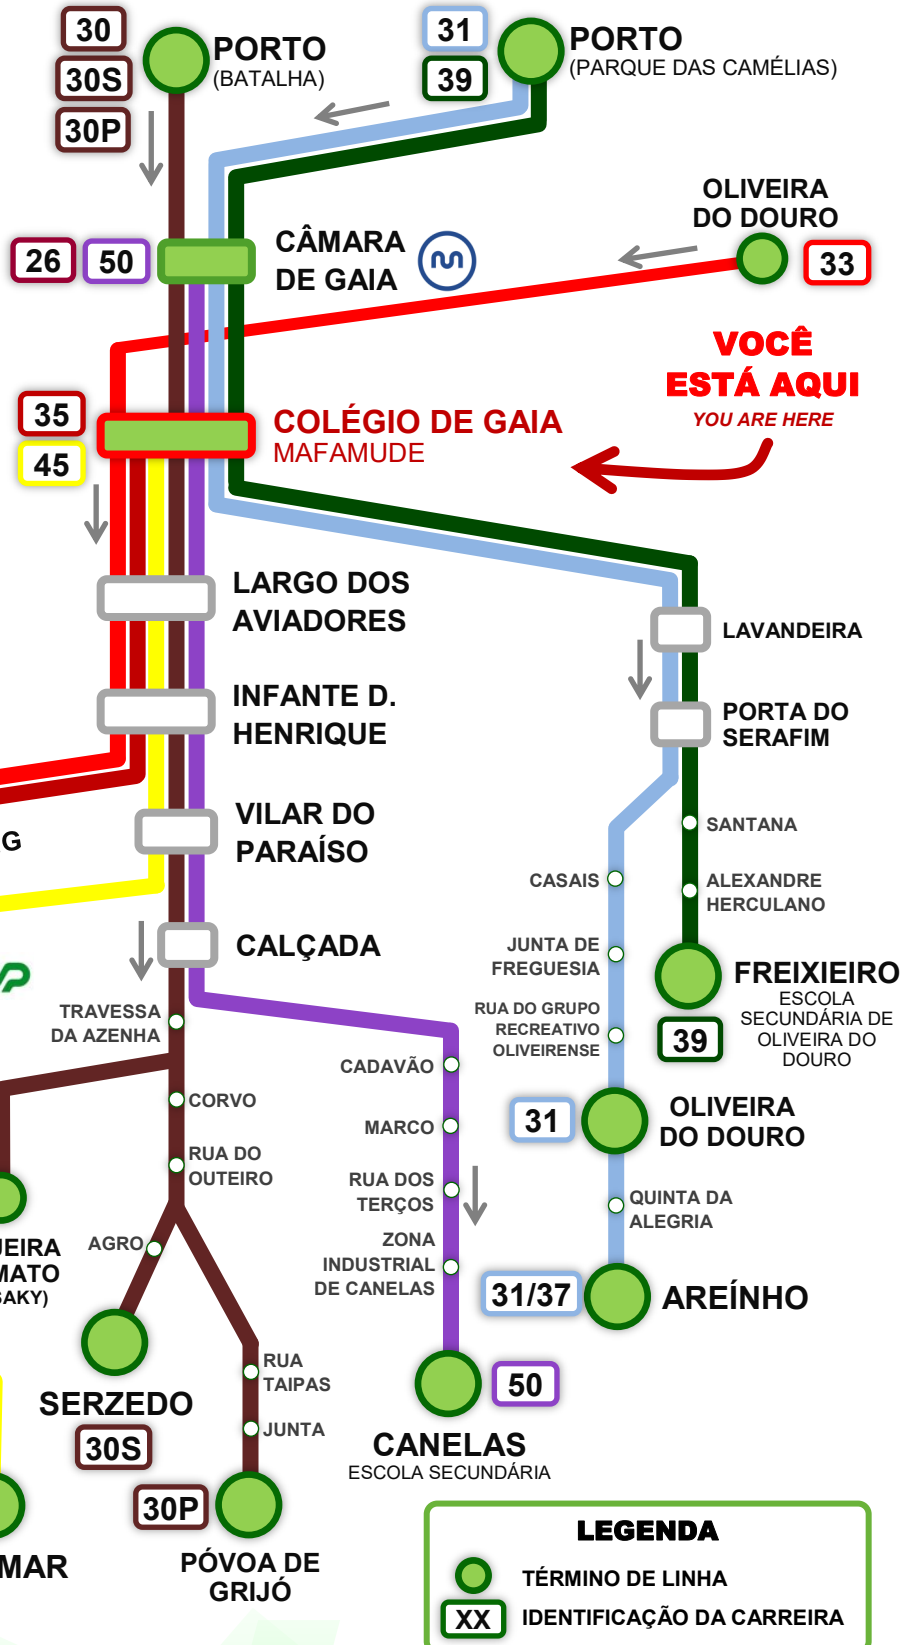 30
30S
30P
PORTO
(BATALHA)
31
39
PORTO
(PARQUE DAS CAMÉLIAS)
OLIVEIRA
DO DOURO
33
26
50
CÂMARA
DE GAIA
VOCÊ
ESTÁ AQUI
YOU ARE HERE
35
45
COLÉGIO DE GAIA
MAFAMUDE
LARGO DOS
AVIADORES
LAVANDEIRA
INFANTE D.
HENRIQUE
PORTA DO
SERAFIM
VILAR DO
PARAÍSO
G
SANTANA
CASAIS
ALEXANDRE
HERCULANO
CALÇADA
JUNTA DE
FREGUESIA
FREIXIEIRO
ESCOLA
SECUNDÁRIA DE
OLIVEIRA DO
DOURO
39
TRAVESSA
DA AZENHA
RUA DO GRUPO
RECREATIVO
OLIVEIRENSE
CADAVÃO
CORVO
31
OLIVEIRA
DO DOURO
MARCO
RUA DO
OUTEIRO
RUA DOS
TERÇOS
QUINTA DA
ALEGRIA
AGRO
UEIRA
MATO
SAKY)
ZONA
INDUSTRIAL
DE CANELAS
31/37
AREÍNHO
RUA
TAIPAS
50
SERZEDO
30S
JUNTA
CANELAS
ESCOLA SECUNDÁRIA
30P
MAR
PÓVOA DE
GRIJÓ
LEGENDA
TÉRMINO DE LINHA
XX IDENTIFICAÇÃO DA CARREIRA